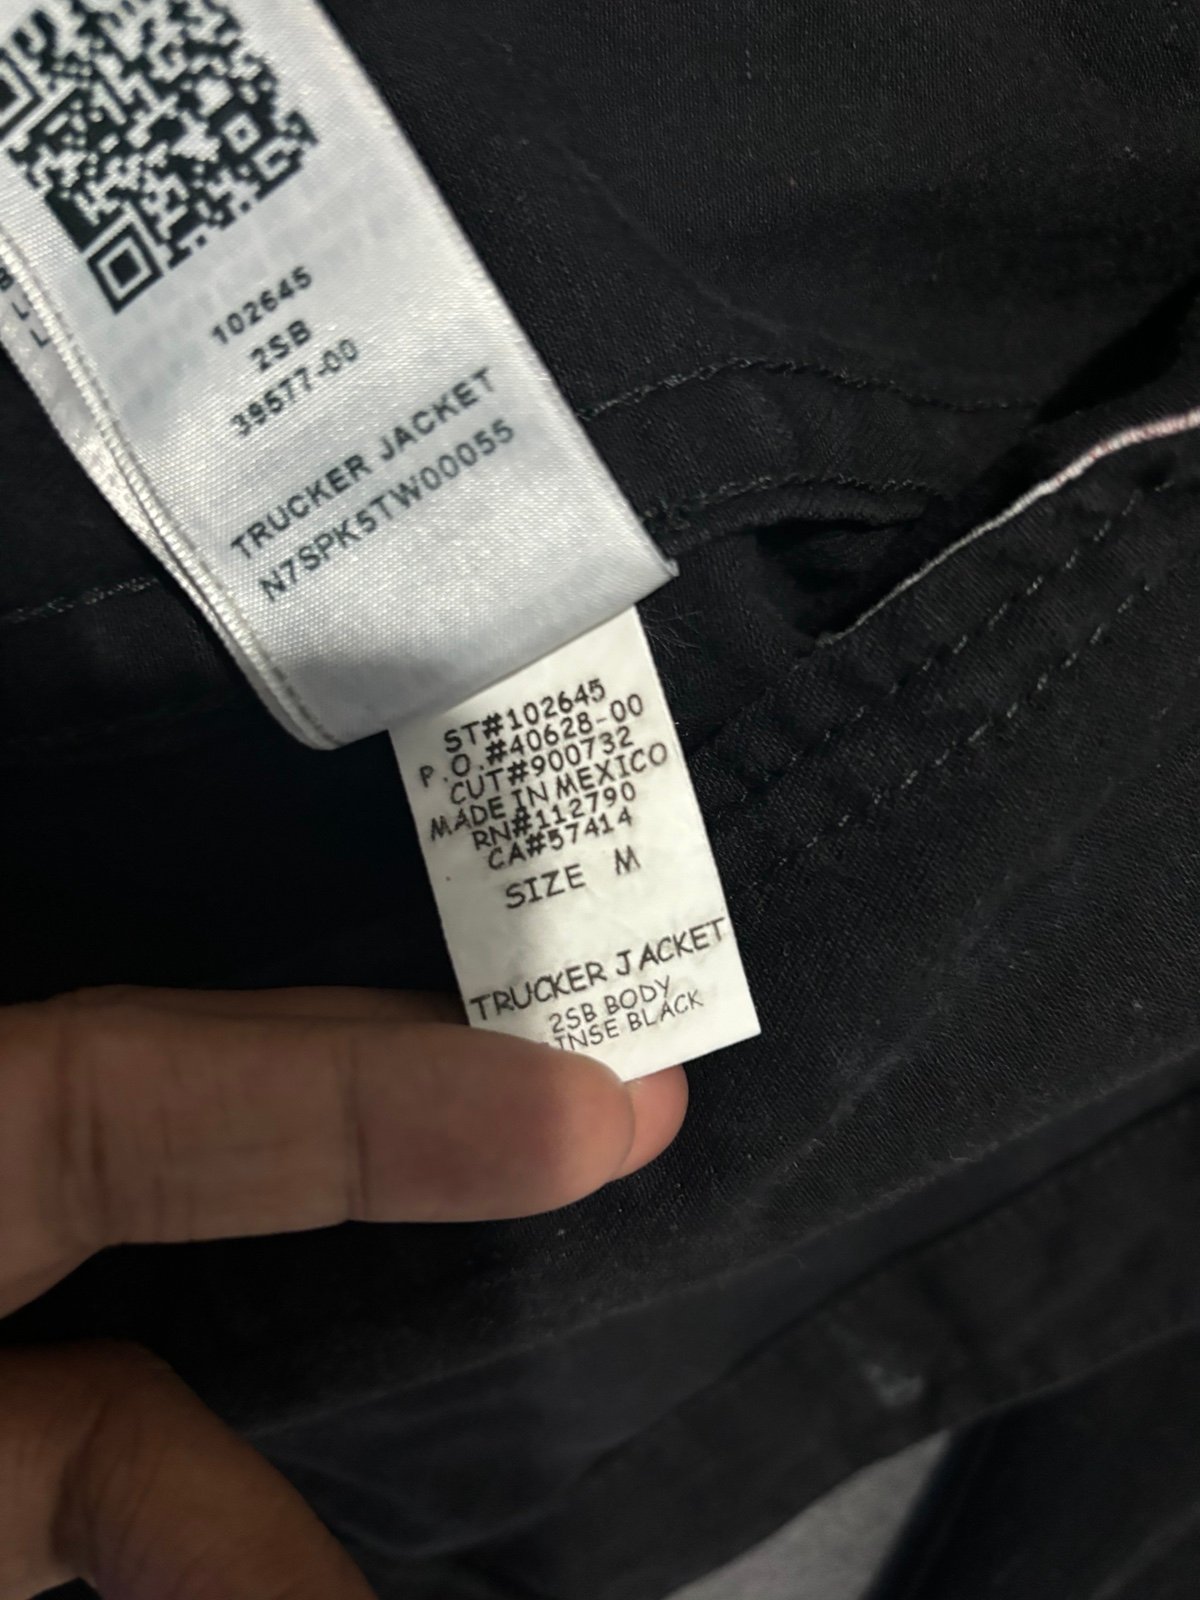 102645
2SB
39577-00
TRUCKER JACKET
N7SPK5TW00055
ST#102645
P.O.#40628-00
CUT#900732
MADE IN MEXICO
RN#112790
CA#57414
SIZE M
TRUCKER JACKET
2SB BODY
BLACK